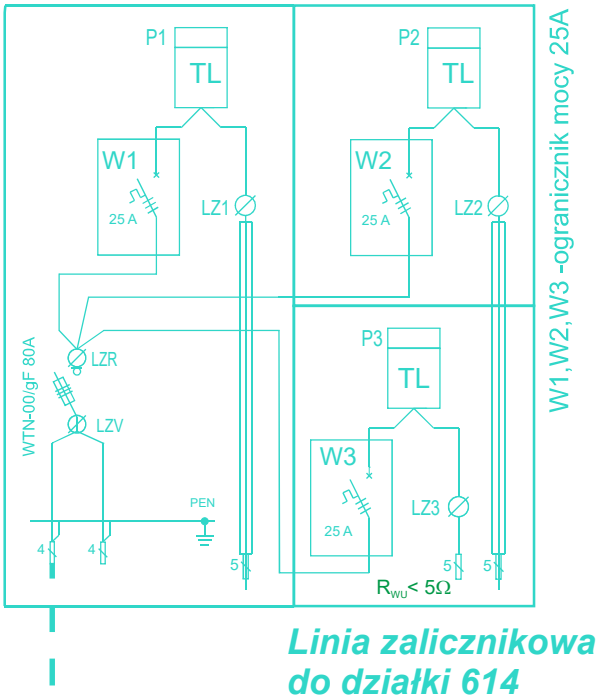 P1
TL
W1
25 A
LZ1
P2
TL
W2
25 A
LZ2
W1,W2,W3 -ogranicznik mocy 25A
WTN-00/gF 80A
LZR
LZV
PEN
4
4
5
P3
TL
W3
25 A
LZ3
5
5
RWU< 5Ω
Linia zalicznikowa
do działki 614